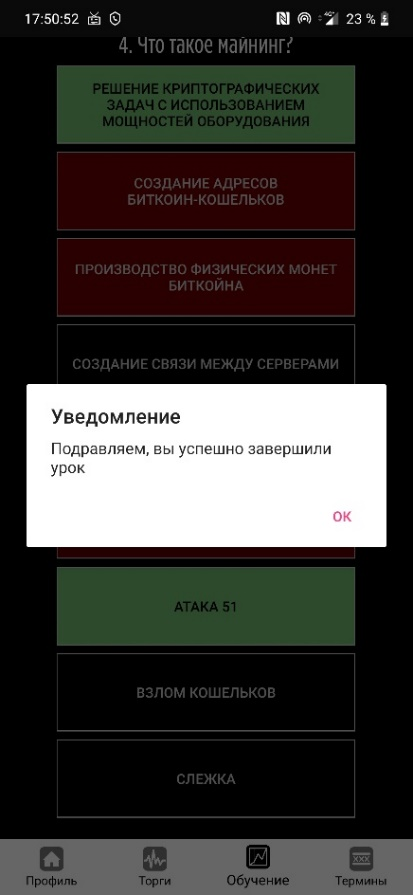 17:50:52
23 %
4. Что такое майнинг?
РЕШЕНИЕ КРИПТОГРАФИЧЕСКИХ
ЗАДАЧ С ИСПОЛЬЗОВАНИЕМ
МОЩНОСТЕЙ ОБОРУДОВАНИЯ
СОЗДАНИЕ АДРЕСОВ
БИТКОИН-КОШЕЛЬКОВ
ПРОИЗВОДСТВО ФИЗИЧЕСКИХ МОНЕТ
БИТКОЙНА
СОЗДАНИЕ СВЯЗИ МЕЖДУ СЕРВЕРАМИ
Уведомление
Подравляем, вы успешно завершили
урок
ОК
АТАКА 51
ВЗЛОМ КОШЕЛЬКОВ
СЛЕЖКА
Профиль
Торги
Обучение
XXX
Термины